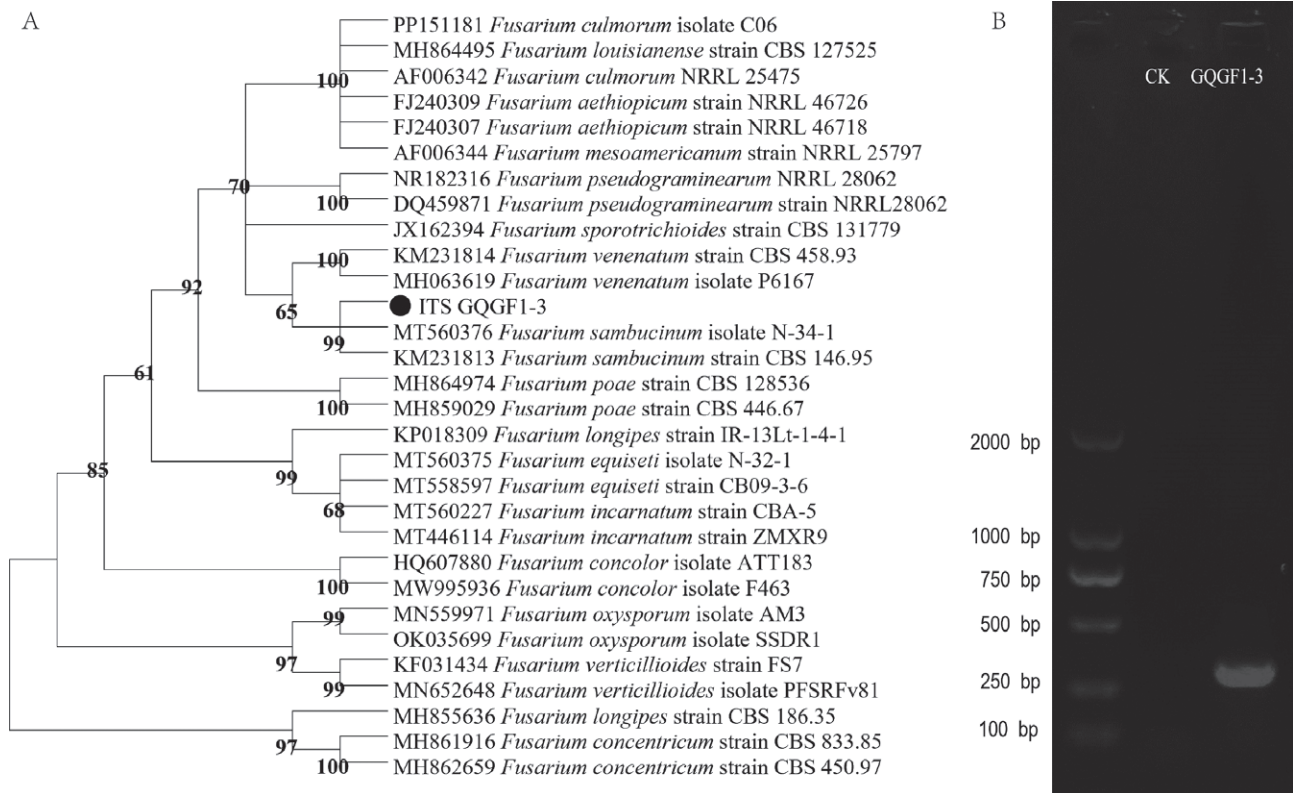 A
PP151181 Fusarium culmorum isolate C06
MH864495 Fusarium louisianense strain CBS 127525
100
AF006342 Fusarium culmorum NRRL 25475
FJ240309 Fusarium aethiopicum strain NRRL 46726
FJ240307 Fusarium aethiopicum strain NRRL 46718
AF006344 Fusarium mesoamericanum strain NRRL 25797
70
NR182316 Fusarium pseudograminearum NRRL 28062
100
DQ459871 Fusarium pseudograminearum strain NRRL28062
JX162394 Fusarium sporotrichioides strain CBS 131779
KM231814 Fusarium venenatum strain CBS 458.93
100
MH063619 Fusarium venenatum isolate P6167
92
65
ITS GQGF1-3
MT560376 Fusarium sambucinum isolate N-34-1
99
KM231813 Fusarium sambucinum strain CBS 146.95
61
MH864974 Fusarium poae strain CBS 128536
100
MH859029 Fusarium poae strain CBS 446.67
KP018309 Fusarium longipes strain IR-13Lt-1-4-1
85
99
MT560375 Fusarium equiseti isolate N-32-1
MT558597 Fusarium equiseti strain CB09-3-6
68
MT560227 Fusarium incarnatum strain CBA-5
MT446114 Fusarium incarnatum strain ZMXR9
HQ607880 Fusarium concolor isolate ATT183
100
MW995936 Fusarium concolor isolate F463
99
MN559971 Fusarium oxysporum isolate AM3
OK035699 Fusarium oxysporum isolate SSDR1
97
KF031434 Fusarium verticillioides strain FS7
99
MN652648 Fusarium verticillioides isolate PFSRFv81
MH855636 Fusarium longipes strain CBS 186.35
97
MH861916 Fusarium concentricum strain CBS 833.85
100
MH862659 Fusarium concentricum strain CBS 450.97
B
CK GQGF1-3
2000 bp
1000 bp
750 bp
500 bp
250 bp
100 bp